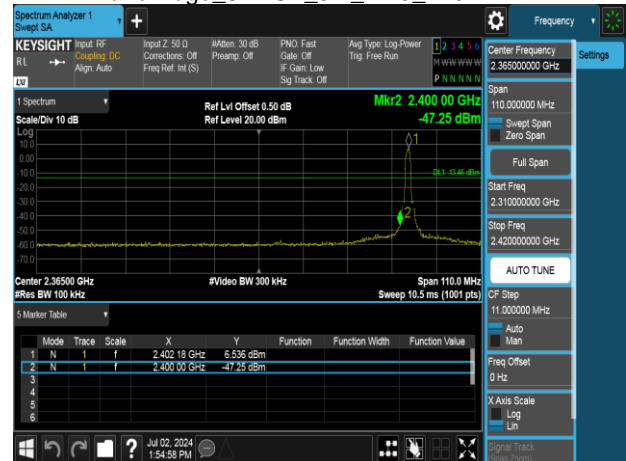 Spectrum Analyzer 1
Swept SA
Frequency
KEYSIGHT
Input: RF
Coupling: DC
Align: Auto
Input Z: 50 Ω
Corrections: Off
Freq Ref: Int (S)
#Atten: 30 dB
Preamp: Off
PNO: Fast
Gate: Off
IF Gain: Low
Sig Track: Off
Avg Type: Log-Power
Trig: Free Run
1 2 3 4 5 6
M W W W W W
P N N N N N
RL
LXI
1 Spectrum
Scale/Div 10 dB
Ref Lvl Offset 0.50 dB
Ref Level 20.00 dBm
Mkr2 2.400 00 GHz
-47.25 dBm
Log
10.0
0.00
-10.0
-20.0
-30.0
-40.0
-50.0
-60.0
-70.0
1
DL1 -13.46 dBm
2
Center 2.36500 GHz
#Res BW 100 kHz
#Video BW 300 kHz
Span 110.0 MHz
Sweep 10.5 ms (1001 pts)
5 Marker Table
Mode Trace Scale X Y Function Function Width Function Value
1 N 1 f 2.402 18 GHz 6.536 dBm
2 N 1 f 2.400 00 GHz -47.25 dBm
3
4
5
6
Jul 02, 2024
1:54:58 PM
Center Frequency
2.365000000 GHz
Settings
Span
110.000000 MHz
Swept Span
Zero Span
Full Span
Start Freq
2.310000000 GHz
Stop Freq
2.420000000 GHz
AUTO TUNE
CF Step
11.000000 MHz
Auto
Man
Freq Offset
0 Hz
X Axis Scale
Log
Lin
Signal Track
(Span Zoom)